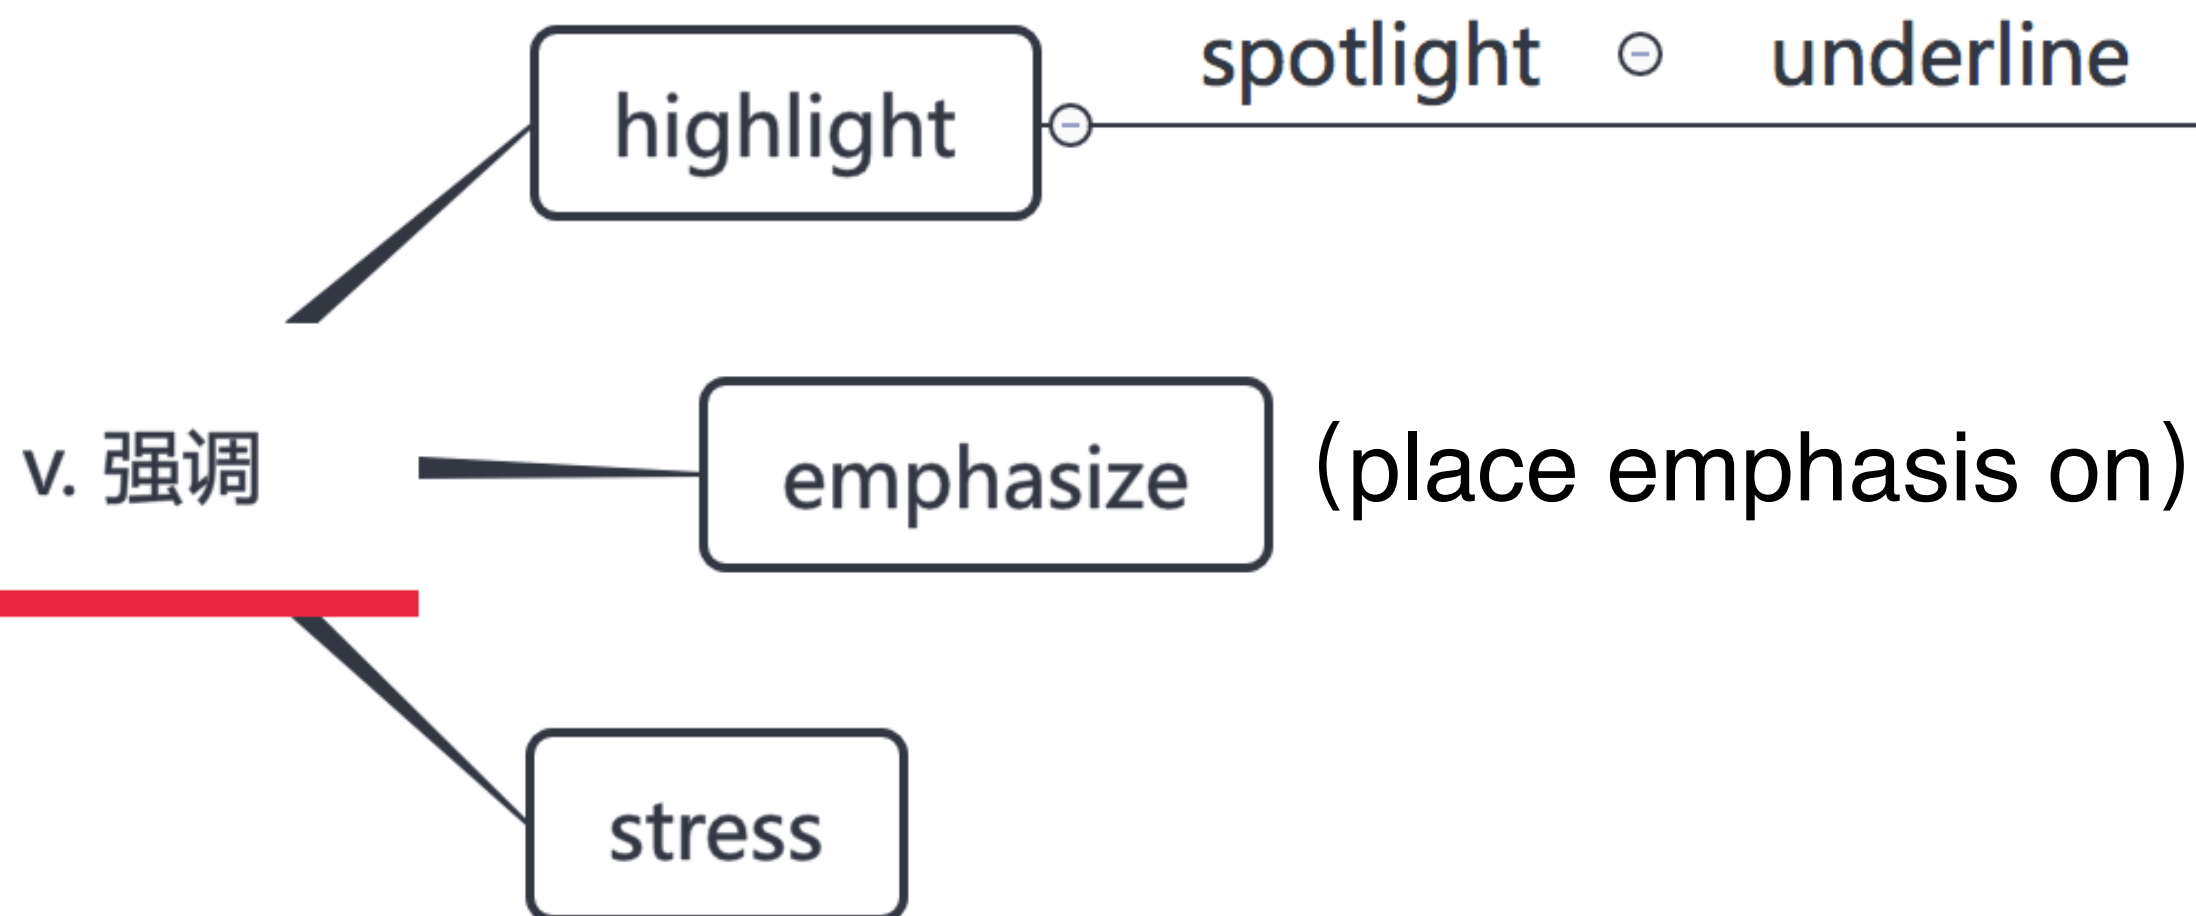 spotlight underline
highlight
v. 强调
emphasize (place emphasis on)
stress